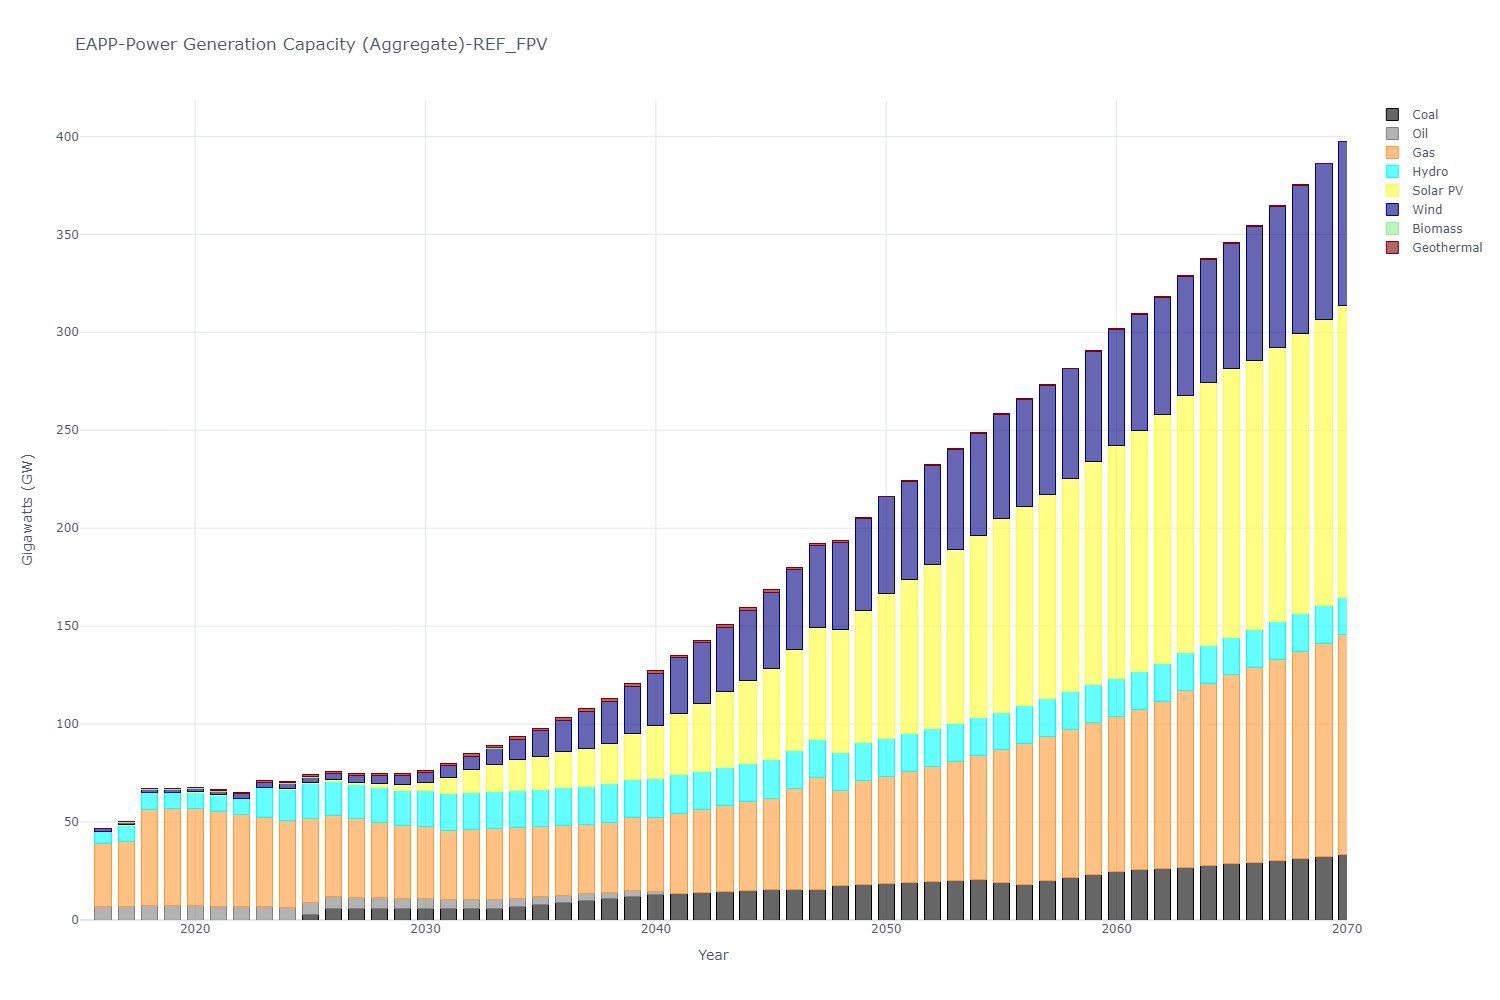 EAPP-Power Generation Capacity (Aggregate)-REF_FPV
Coal
Oil
Gas
Hydro
Solar PV
Wind
Biomass
Geothermal
400
350
300
250
200
150
100
50
0
Gigawatts (GW)
2020
2030
2040
2050
2060
2070
Year